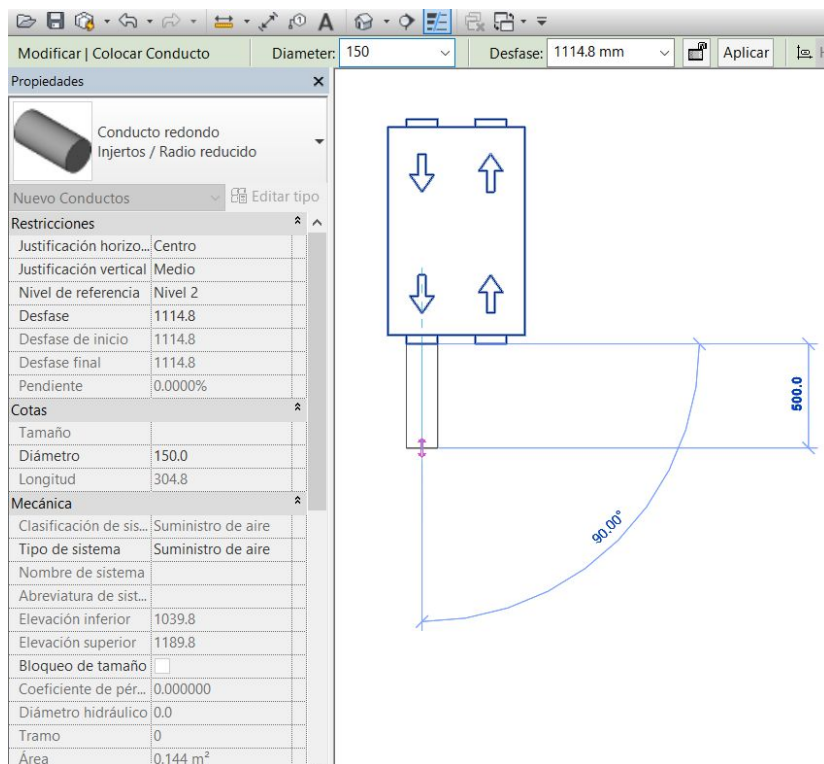 A
Modificar | Colocar Conducto Diameter: 150 Desfase: 1114.8 mm Aplicar
Propiedades
Conducto redondo
Injertos / Radio reducido
Nuevo Conductos Editar tipo
Restricciones
Justificación horizo... Centro
Justificación vertical Medio
Nivel de referencia Nivel 2
Desfase 1114.8
Desfase de inicio 1114.8
Desfase final 1114.8
Pendiente 0.0000%
Cotas
Tamaño
Diámetro 150.0
Longitud 304.8
Mecánica
Clasificación de sis... Suministro de aire
Tipo de sistema Suministro de aire
Nombre de sistema
Abreviatura de sist...
Elevación inferior 1039.8
Elevación superior 1189.8
Bloqueo de tamaño
Coeficiente de pér... 0.000000
Diámetro hidráulico 0.0
Tramo 0
Área 0.144 m²
500.0
90.00°